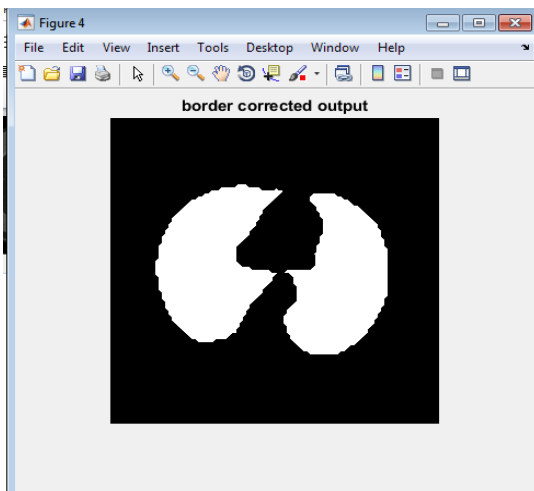 Figure 4
File Edit View Insert Tools Desktop Window Help
border corrected output